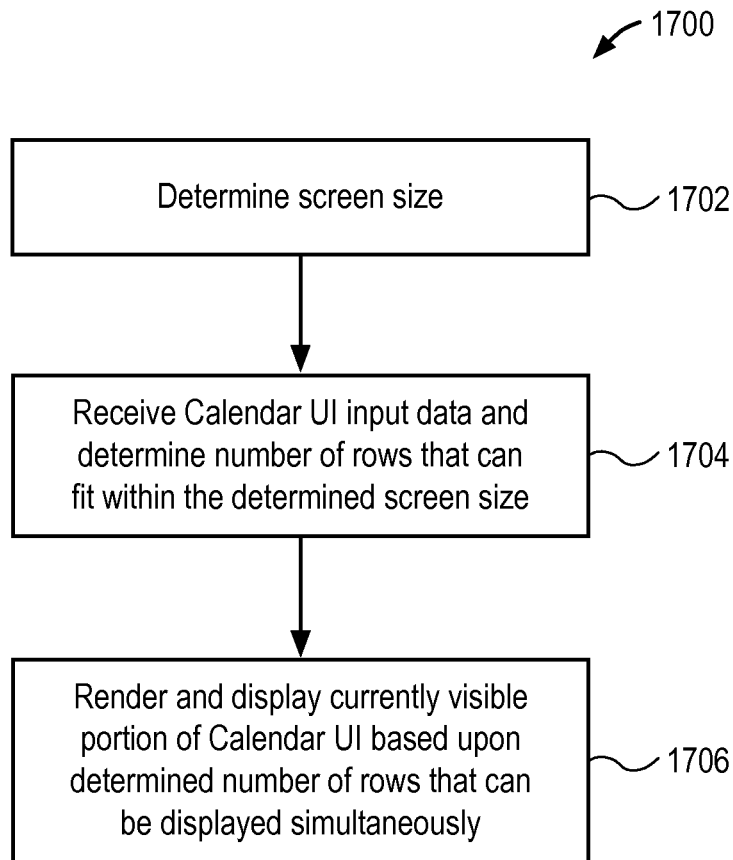 1700
Determine screen size
1702
Receive Calendar UI input data and
determine number of rows that can
fit within the determined screen size
1704
Render and display currently visible
portion of Calendar UI based upon
determined number of rows that can
be displayed simultaneously
1706